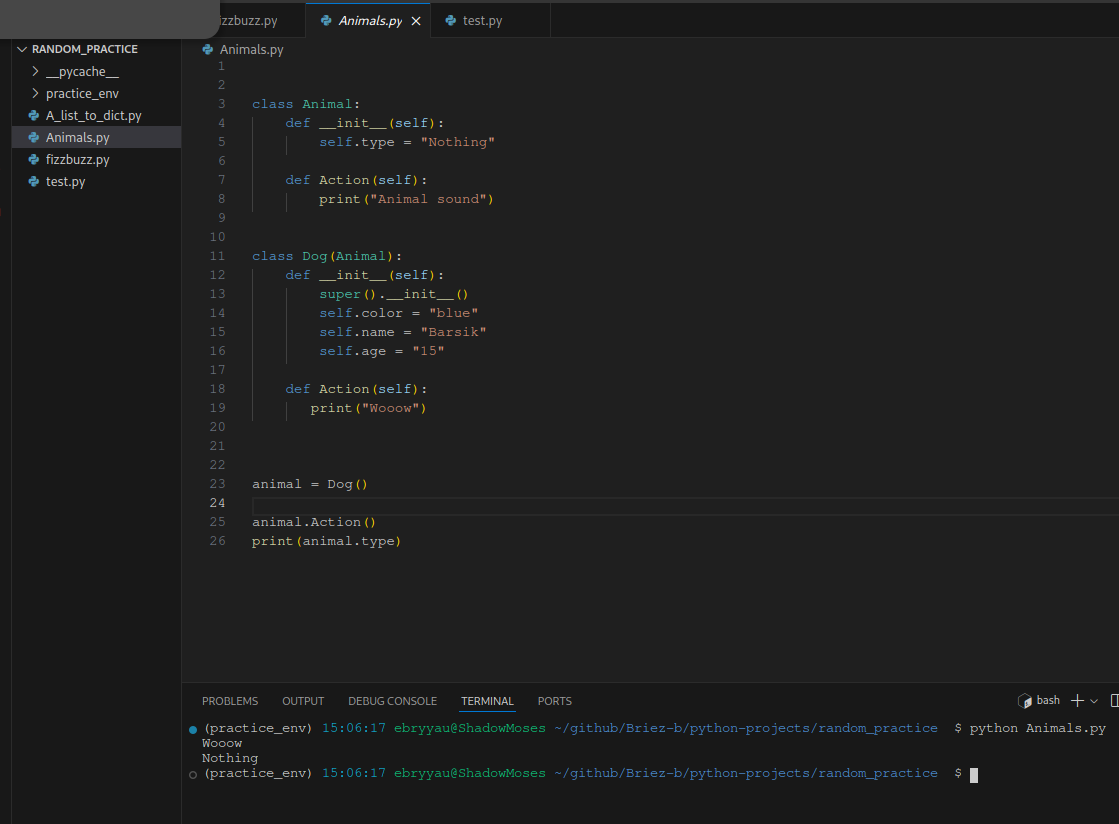 izzbuzz.py Animals.py test.py
RANDOM_PRACTICE
__pycache__
practice_env
A_list_to_dict.py
Animals.py
fizzbuzz.py
test.py
Animals.py
1
2
3 class Animal:
4     def __init__(self):
5         self.type = "Nothing"
6
7     def Action(self):
8         print("Animal sound")
9
10
11 class Dog(Animal):
12     def __init__(self):
13         super().__init__()
14         self.color = "blue"
15         self.name = "Barsik"
16         self.age = "15"
17
18     def Action(self):
19        print("Wooow")
20
21
22
23 animal = Dog()
24
25 animal.Action()
26 print(animal.type)
PROBLEMS OUTPUT DEBUG CONSOLE TERMINAL PORTS bash
(practice_env) 15:06:17 ebryyau@ShadowMoses ~/github/Briez-b/python-projects/random_practice $ python Animals.py
Wooow
Nothing
(practice_env) 15:06:17 ebryyau@ShadowMoses ~/github/Briez-b/python-projects/random_practice $